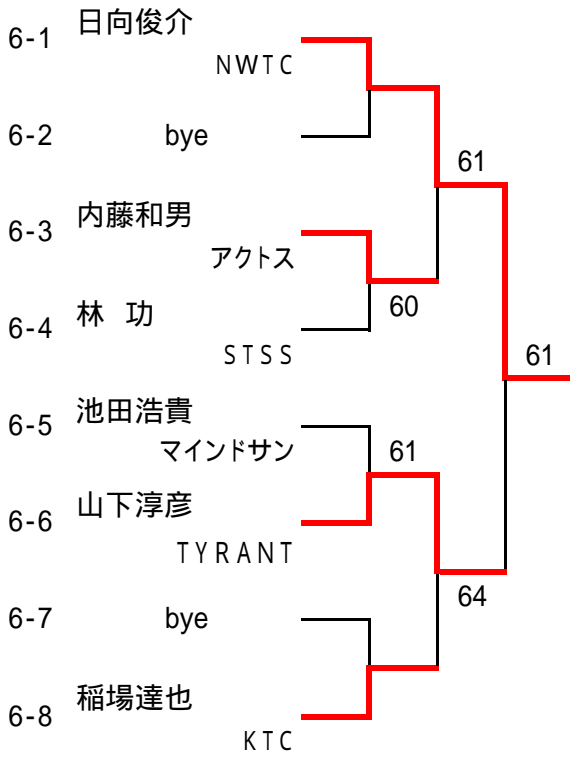 6-1 日向俊介
NWTC
6-2 bye
61
6-3 内藤和男
アクトス
60
6-4 林 功
STSS
61
6-5 池田浩貴
マインドサン
61
6-6 山下淳彦
TYRANT
64
6-7 bye
6-8 稲場達也
KTC